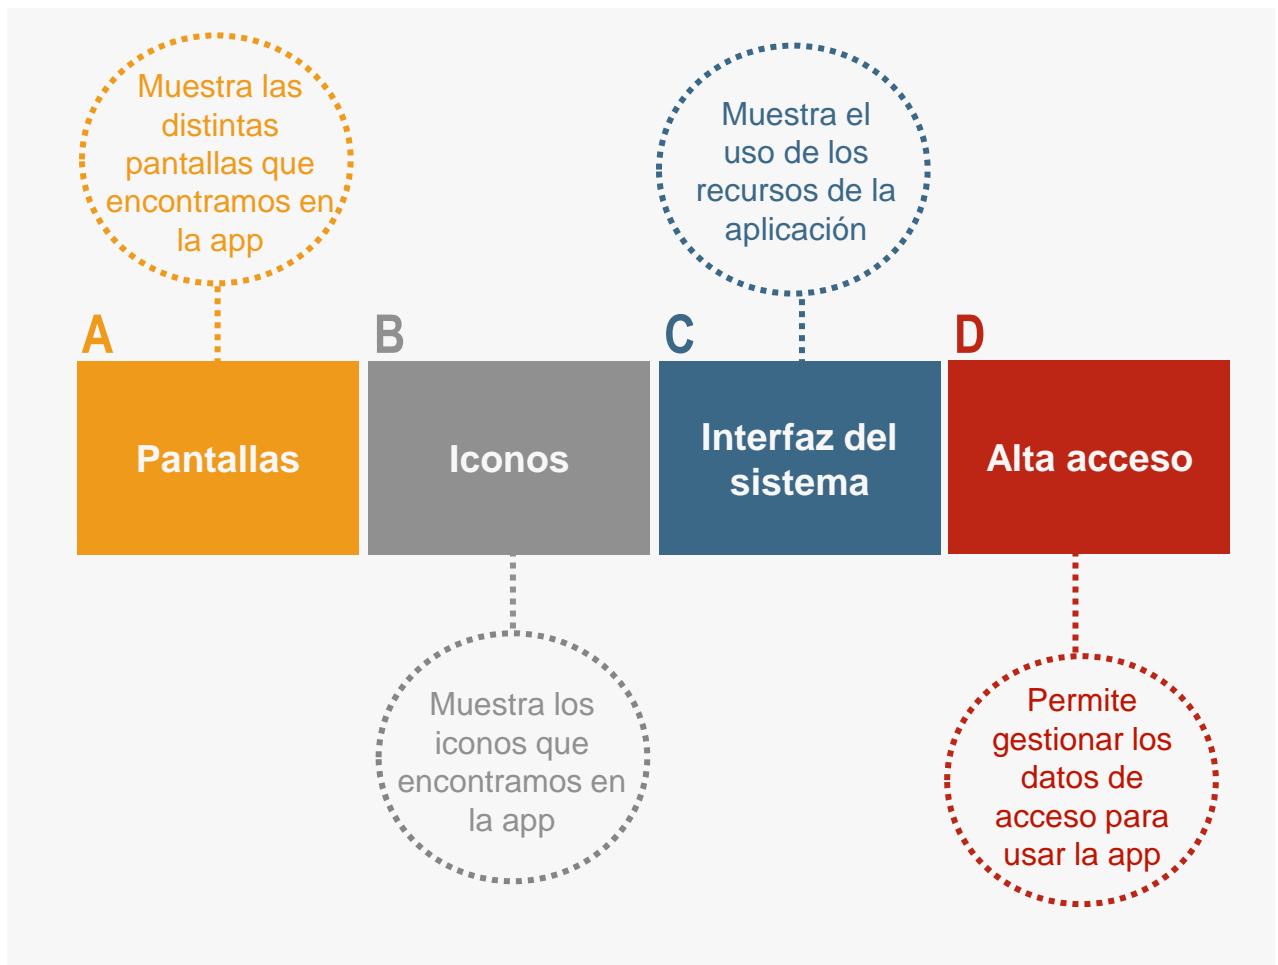 Muestra las
distintas
pantallas que
encontramos en
la app
Muestra el
uso de los
recursos de la
aplicación
A
B
C
D
Pantallas
Iconos
Interfaz del
sistema
Alta acceso
Muestra los
iconos que
encontramos en
la app
Permite
gestionar los
datos de
acceso para
usar la app